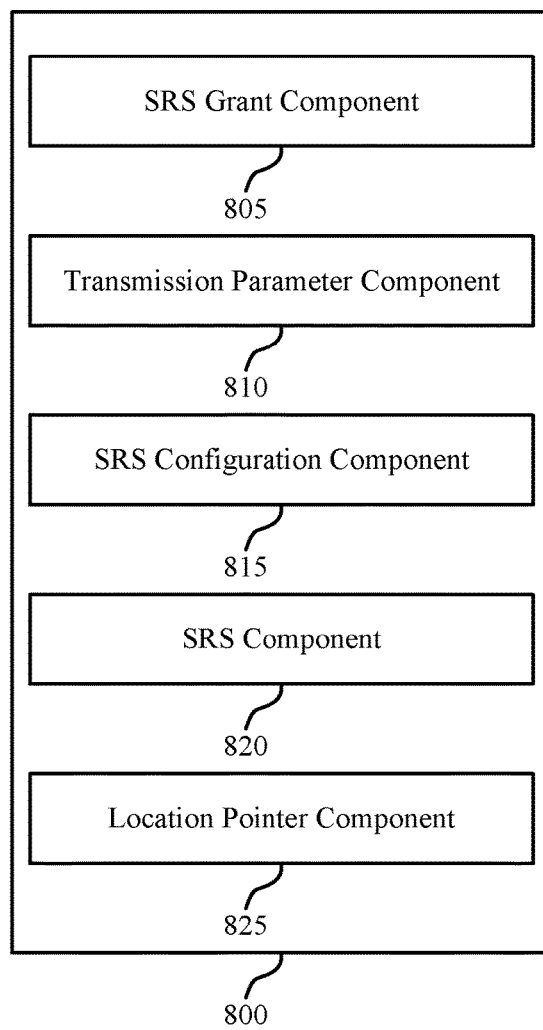 SRS Grant Component
805
Transmission Parameter Component
810
SRS Configuration Component
815
SRS Component
820
Location Pointer Component
825
800